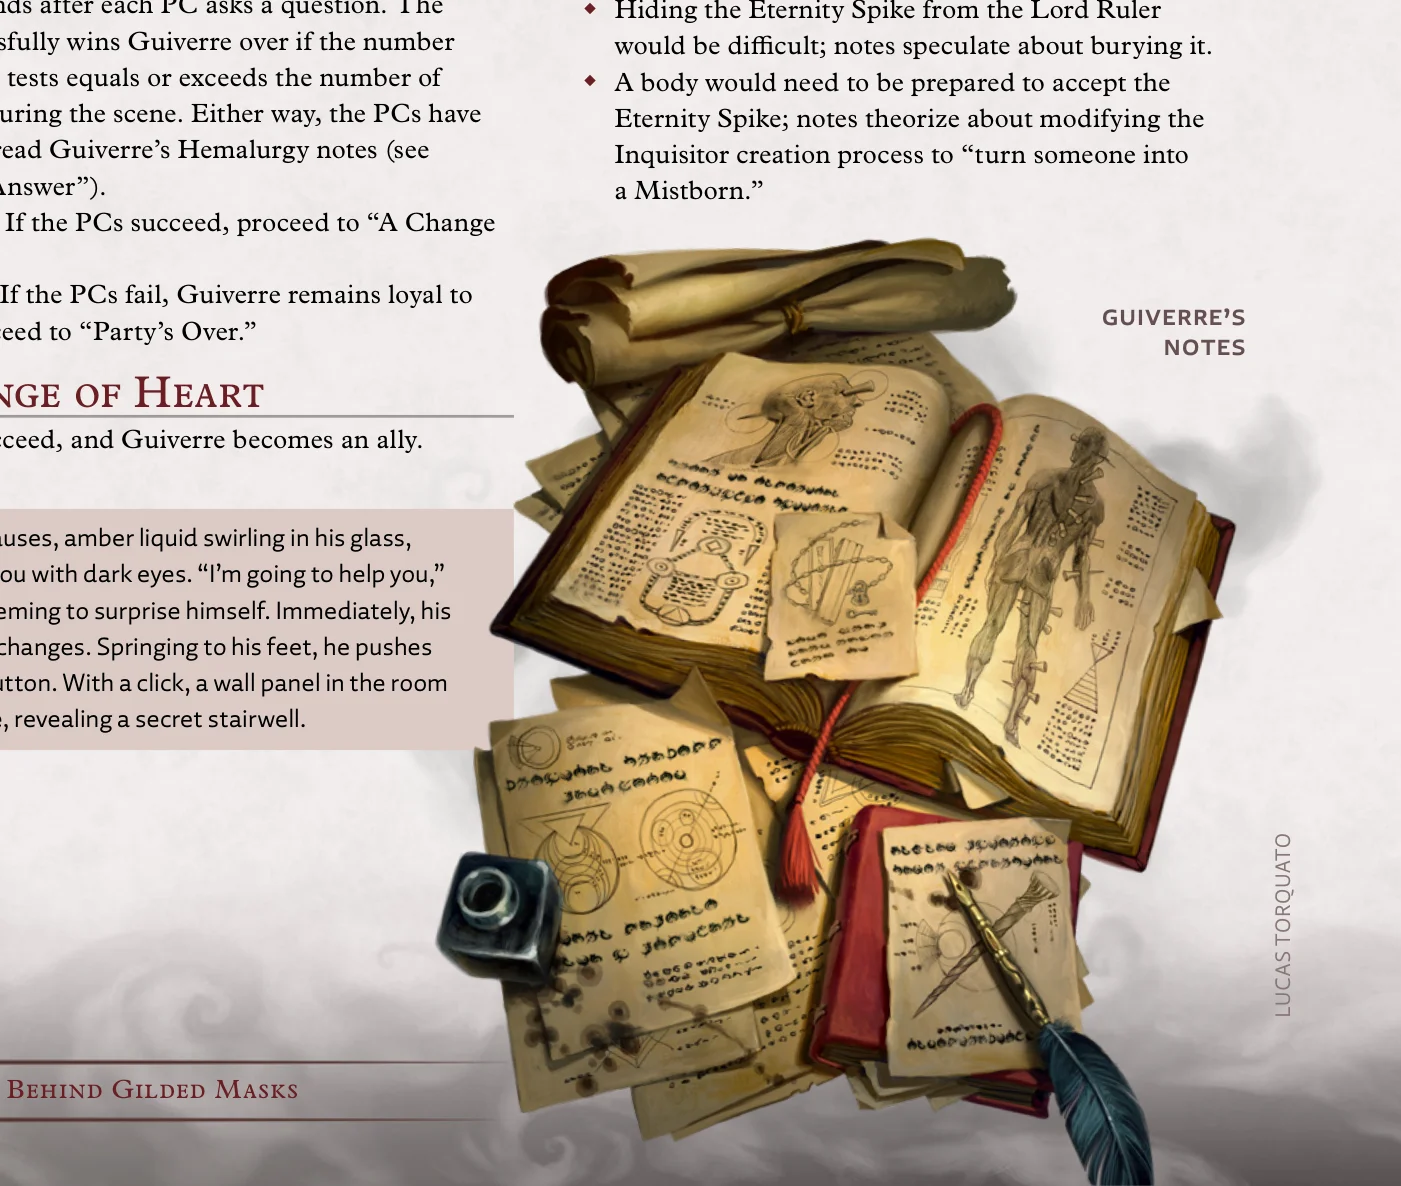 nds after each PC asks a question. The
sfully wins Guiverre over if the number
tests equals or exceeds the number of
uring the scene. Either way, the PCs have
read Guiverre’s Hemalurgy notes (see
Answer”).
If the PCs succeed, proceed to “A Change
If the PCs fail, Guiverre remains loyal to
ceed to “Party’s Over.”
nge of Heart
cceed, and Guiverre becomes an ally.
auses, amber liquid swirling in his glass,
ou with dark eyes. “I’m going to help you,”
eming to surprise himself. Immediately, his
changes. Springing to his feet, he pushes
utton. With a click, a wall panel in the room
e, revealing a secret stairwell.
Behind Gilded Masks
◆ Hiding the Eternity Spike from the Lord Ruler
would be difficult; notes speculate about burying it.
◆ A body would need to be prepared to accept the
Eternity Spike; notes theorize about modifying the
Inquisitor creation process to “turn someone into
a Mistborn.”
GUIVERRE’S
NOTES
LUCAS TORQUATO